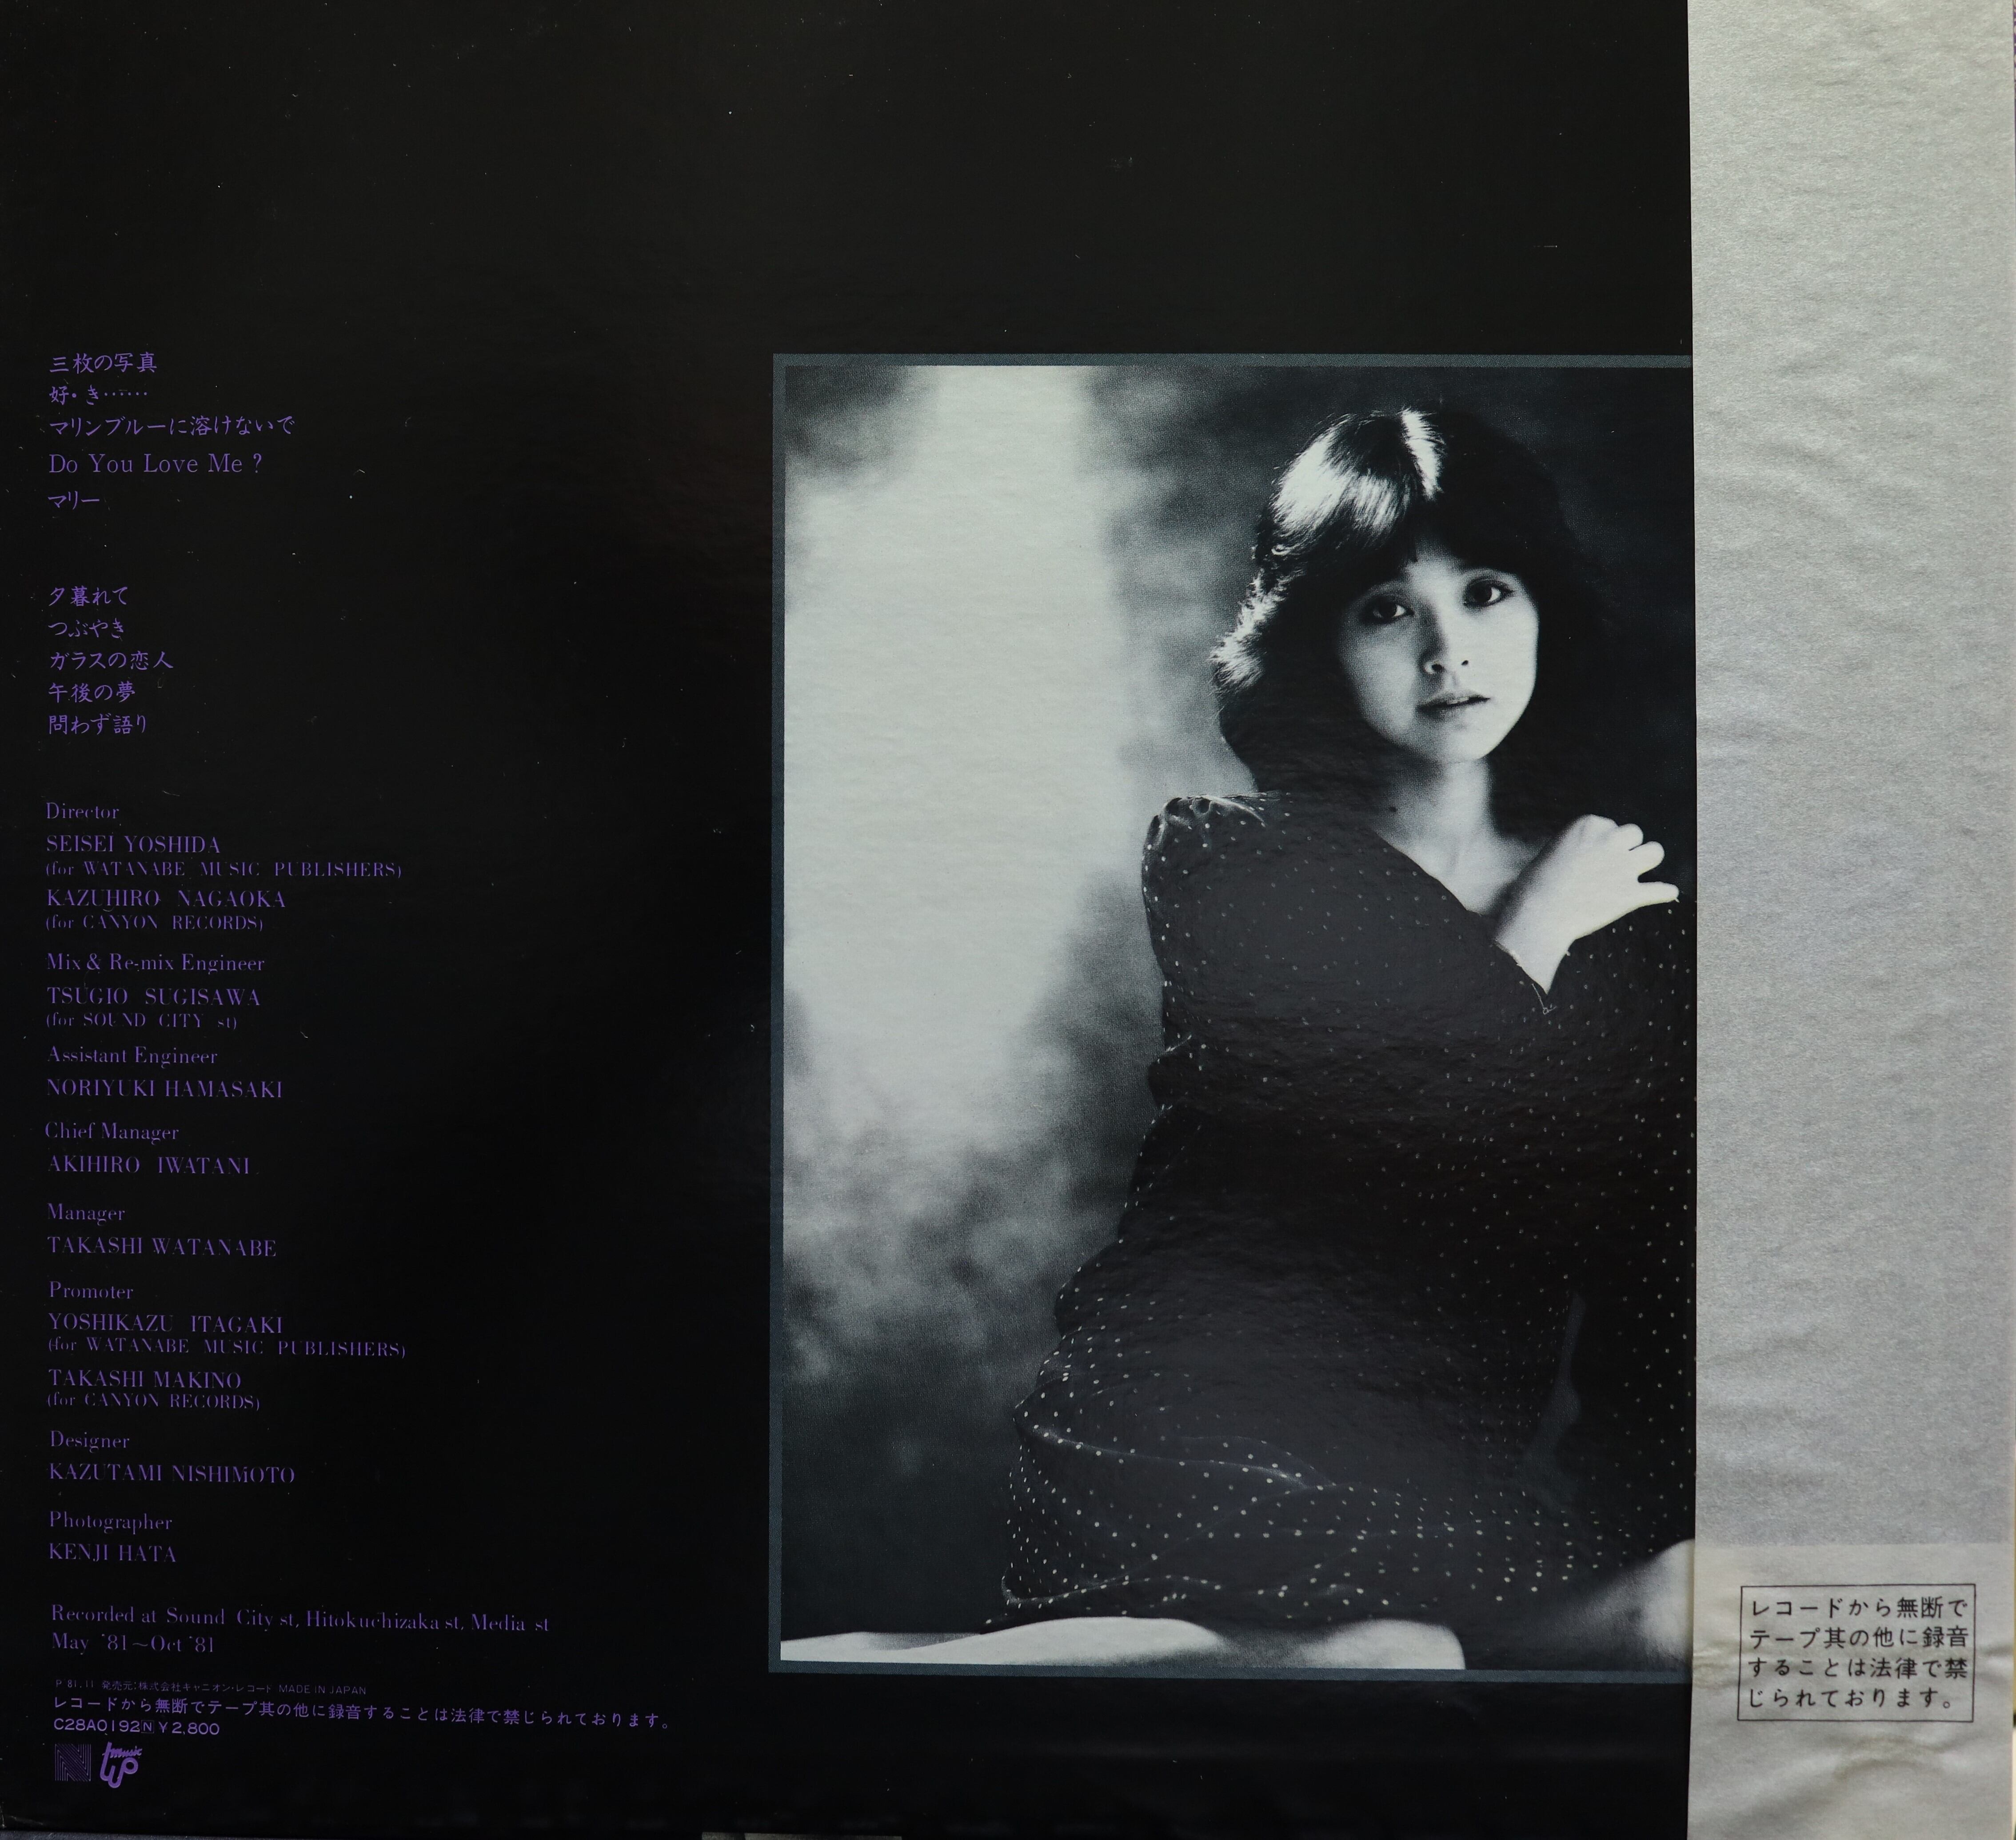 三枚の写真
好・き……
マリンブルーに溶けないで
Do You Love Me ?
マリー
夕暮れて
つぶやき
ガラスの恋人
午後の夢
問わず語り
Director
SEISEI YOSHIDA
(for WATANABE MUSIC PUBLISHERS)
KAZUHIRO NAGAOKA
(for CANYON RECORDS)
Mix & Re-mix Engineer
TSUGIO SUGISAWA
(for SOUND CITY st)
Assistant Engineer
NORIYUKI HAMASAKI
Chief Manager
AKIHIRO IWATANI
Manager
TAKASHI WATANABE
Promoter
YOSHIKAZU ITAGAKI
(for WATANABE MUSIC PUBLISHERS)
TAKASHI MAKINO
(for CANYON RECORDS)
Designer
KAZUTAMI NISHIMOTO
Photographer
KENJI HATA
Recorded at Sound City st, Hitokuchizaka st, Media st
May '81~Oct '81
P '81.11 発売元:株式会社キャニオン・レコード MADE IN JAPAN
レコードから無断でテープ其の他に録音することは法律で禁じられております。
C28A0192 N ¥2,800
N music
レコードから無断で
テープ其の他に録音
することは法律で禁
じられております。